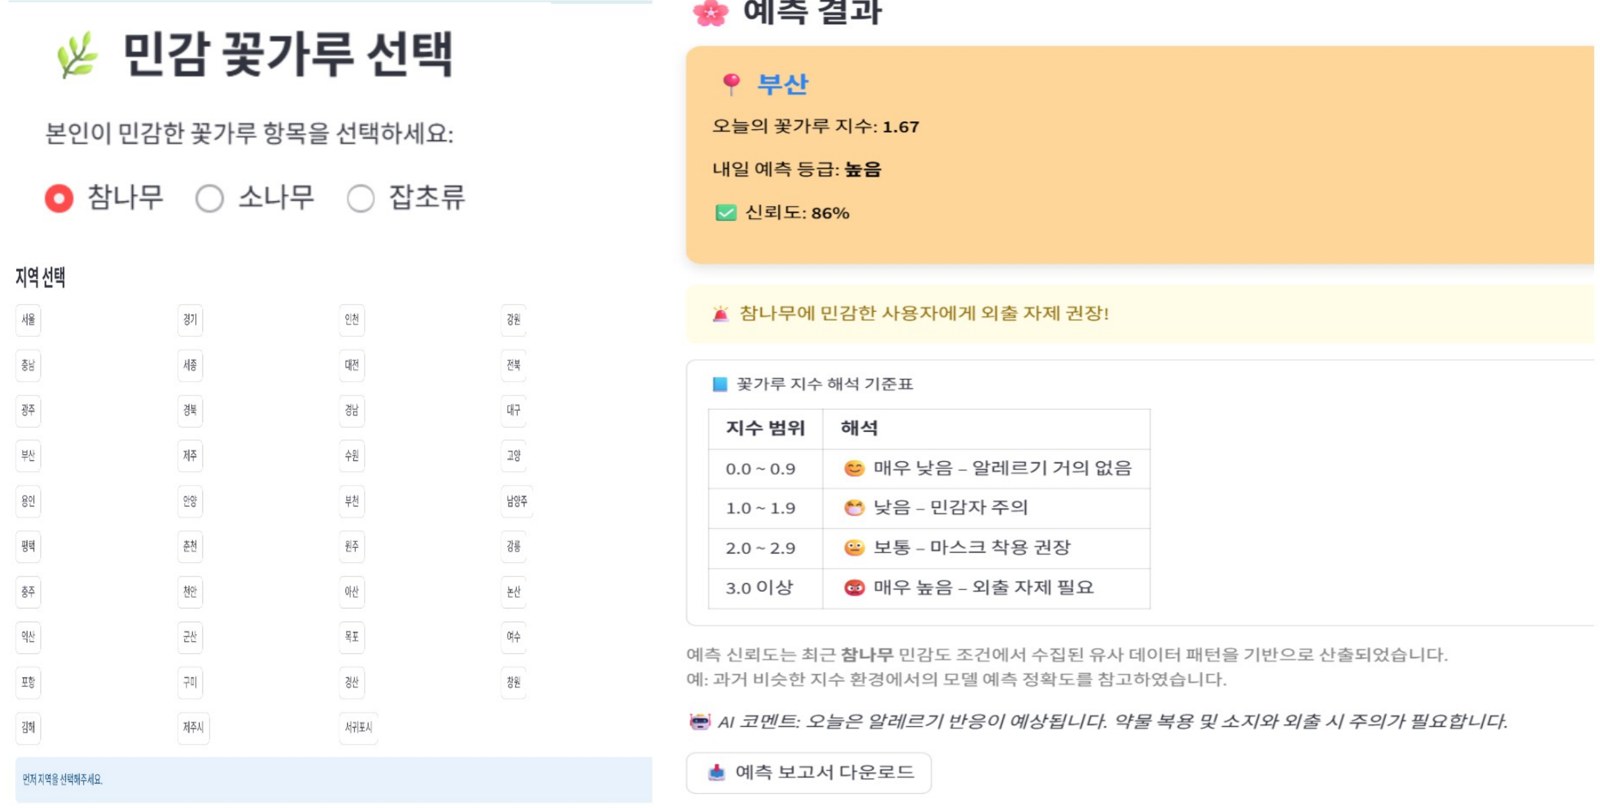 민감 꽃가루 선택
본인이 민감한 꽃가루 항목을 선택하세요:
참나무 소나무 잡초류
지역 선택
서울 경기 인천 강원
충남 세종 대전 전북
광주 경북 경남 대구
부산 제주 수원 고양
용인 안양 부천 남양주
평택 춘천 원주 강릉
충주 천안 아산 논산
익산 군산 목포 여수
포항 구미 경산 창원
김해 제주시 서귀포시
먼저 지역을 선택해주세요.
예측 결과
부산
오늘의 꽃가루 지수: 1.67
내일 예측 등급: 높음
신뢰도: 86%
참나무에 민감한 사용자에게 외출 자제 권장!
꽃가루 지수 해석 기준표
지수 범위 해석
0.0 ~ 0.9 매우 낮음 – 알레르기 거의 없음
1.0 ~ 1.9 낮음 – 민감자 주의
2.0 ~ 2.9 보통 – 마스크 착용 권장
3.0 이상 매우 높음 – 외출 자제 필요
예측 신뢰도는 최근 참나무 민감도 조건에서 수집된 유사 데이터 패턴을 기반으로 산출되었습니다.
예: 과거 비슷한 지수 환경에서의 모델 예측 정확도를 참고하였습니다.
AI 코멘트: 오늘은 알레르기 반응이 예상됩니다. 약물 복용 및 소지와 외출 시 주의가 필요합니다.
예측 보고서 다운로드